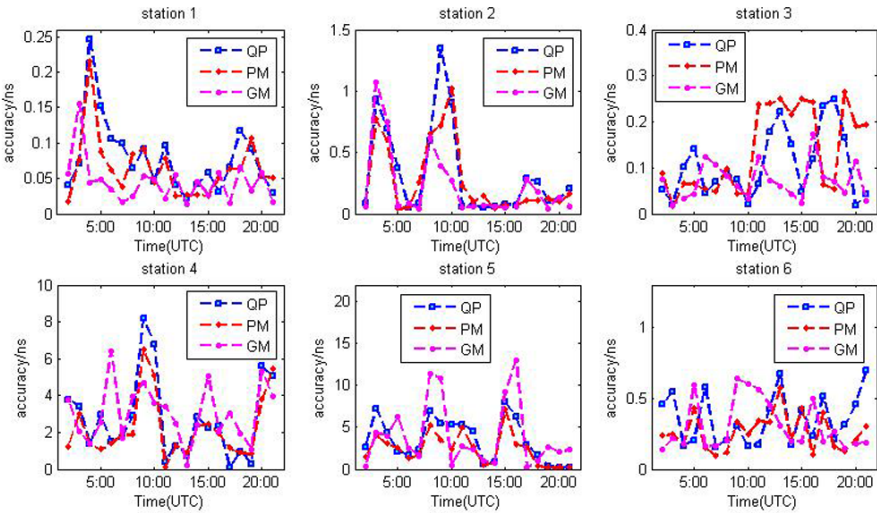 station 1
0.25
0.2
0.15
0.1
0.05
0
accuracy/ns
QP
PM
GM
5:00 10:00 15:00 20:00
Time(UTC)
station 2
1.5
1
0.5
0
accuracy/ns
QP
PM
GM
5:00 10:00 15:00 20:00
Time(UTC)
station 3
0.4
0.3
0.2
0.1
0
accuracy/ns
QP
PM
GM
5:00 10:00 15:00 20:00
Time(UTC)
station 4
10
8
6
4
2
0
accuracy/ns
QP
PM
GM
5:00 10:00 15:00 20:00
Time(UTC)
station 5
20
15
10
5
0
accuracy/ns
QP
PM
GM
5:00 10:00 15:00 20:00
Time(UTC)
station 6
1
0.5
0
accuracy/ns
QP
PM
GM
5:00 10:00 15:00 20:00
Time(UTC)